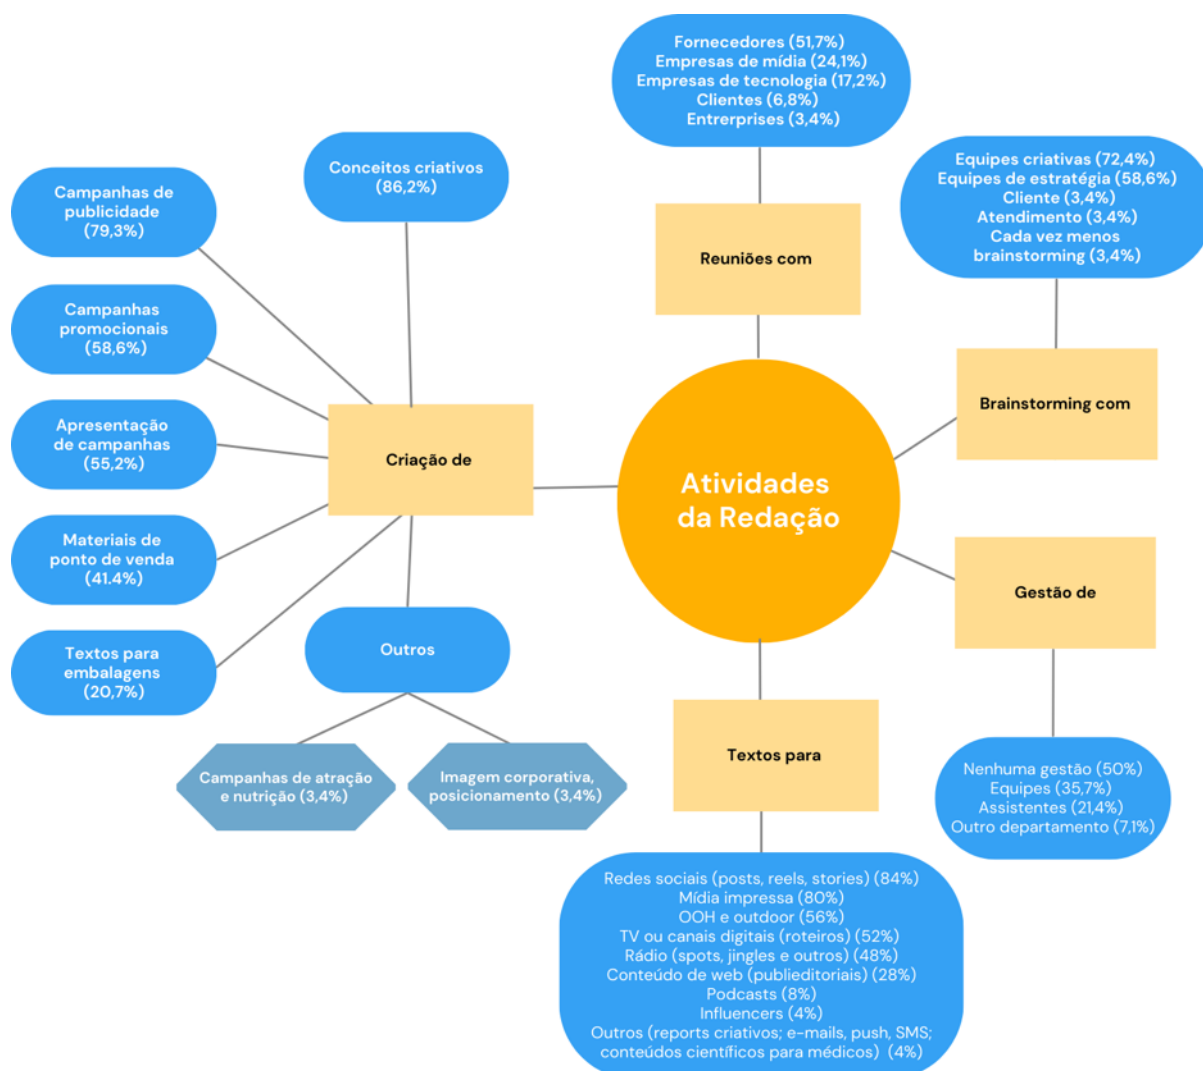 Fornecedores (51,7%)
Empresas de mídia (24,1%)
Empresas de tecnologia (17,2%)
Clientes (6,8%)
Entrerprises (3,4%)
Reuniões com
Equipes criativas (72,4%)
Equipes de estratégia (58,6%)
Cliente (3,4%)
Atendimento (3,4%)
Cada vez menos
brainstorming (3,4%)
Brainstorming com
Conceitos criativos
(86,2%)
Campanhas de
publicidade
(79,3%)
Campanhas
promocionais
(58,6%)
Apresentação
de campanhas
(55,2%)
Materiais de
ponto de venda
(41.4%)
Textos para
embalagens
(20,7%)
Criação de
Outros
Campanhas de atração
e nutrição (3,4%)
Imagem corporativa,
posicionamento (3,4%)
Atividades
da Redação
Gestão de
Nenhuma gestão (50%)
Equipes (35,7%)
Assistentes (21,4%)
Outro departamento (7,1%)
Textos para
Redes sociais (posts, reels, stories) (84%)
Mídia impressa (80%)
OOH e outdoor (56%)
TV ou canais digitais (roteiros) (52%)
Rádio (spots, jingles e outros) (48%)
Conteúdo de web (publieditoriais) (28%)
Podcasts (8%)
Influencers (4%)
Outros (reports criativos; e-mails, push, SMS;
conteúdos científicos para médicos) (4%)